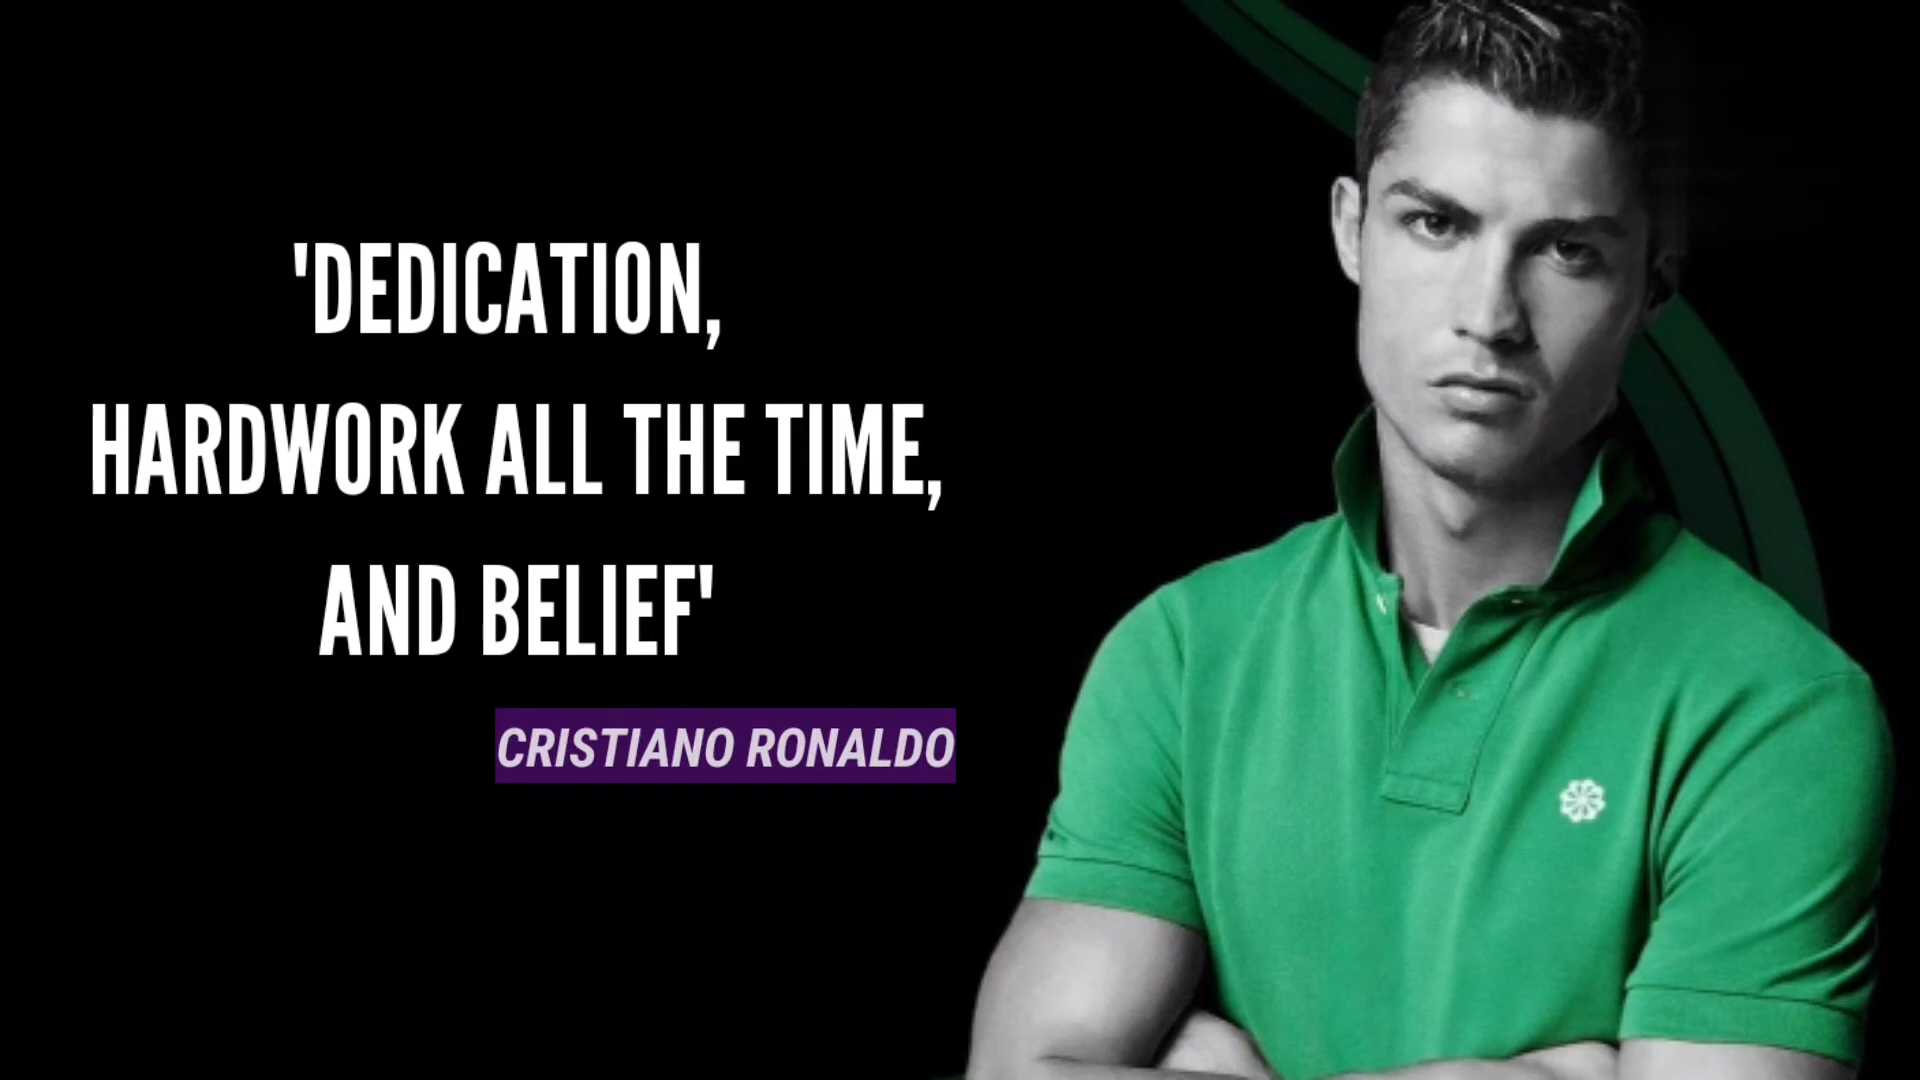 'DEDICATION,
HARDWORK ALL THE TIME,
AND BELIEF'
CRISTIANO RONALDO